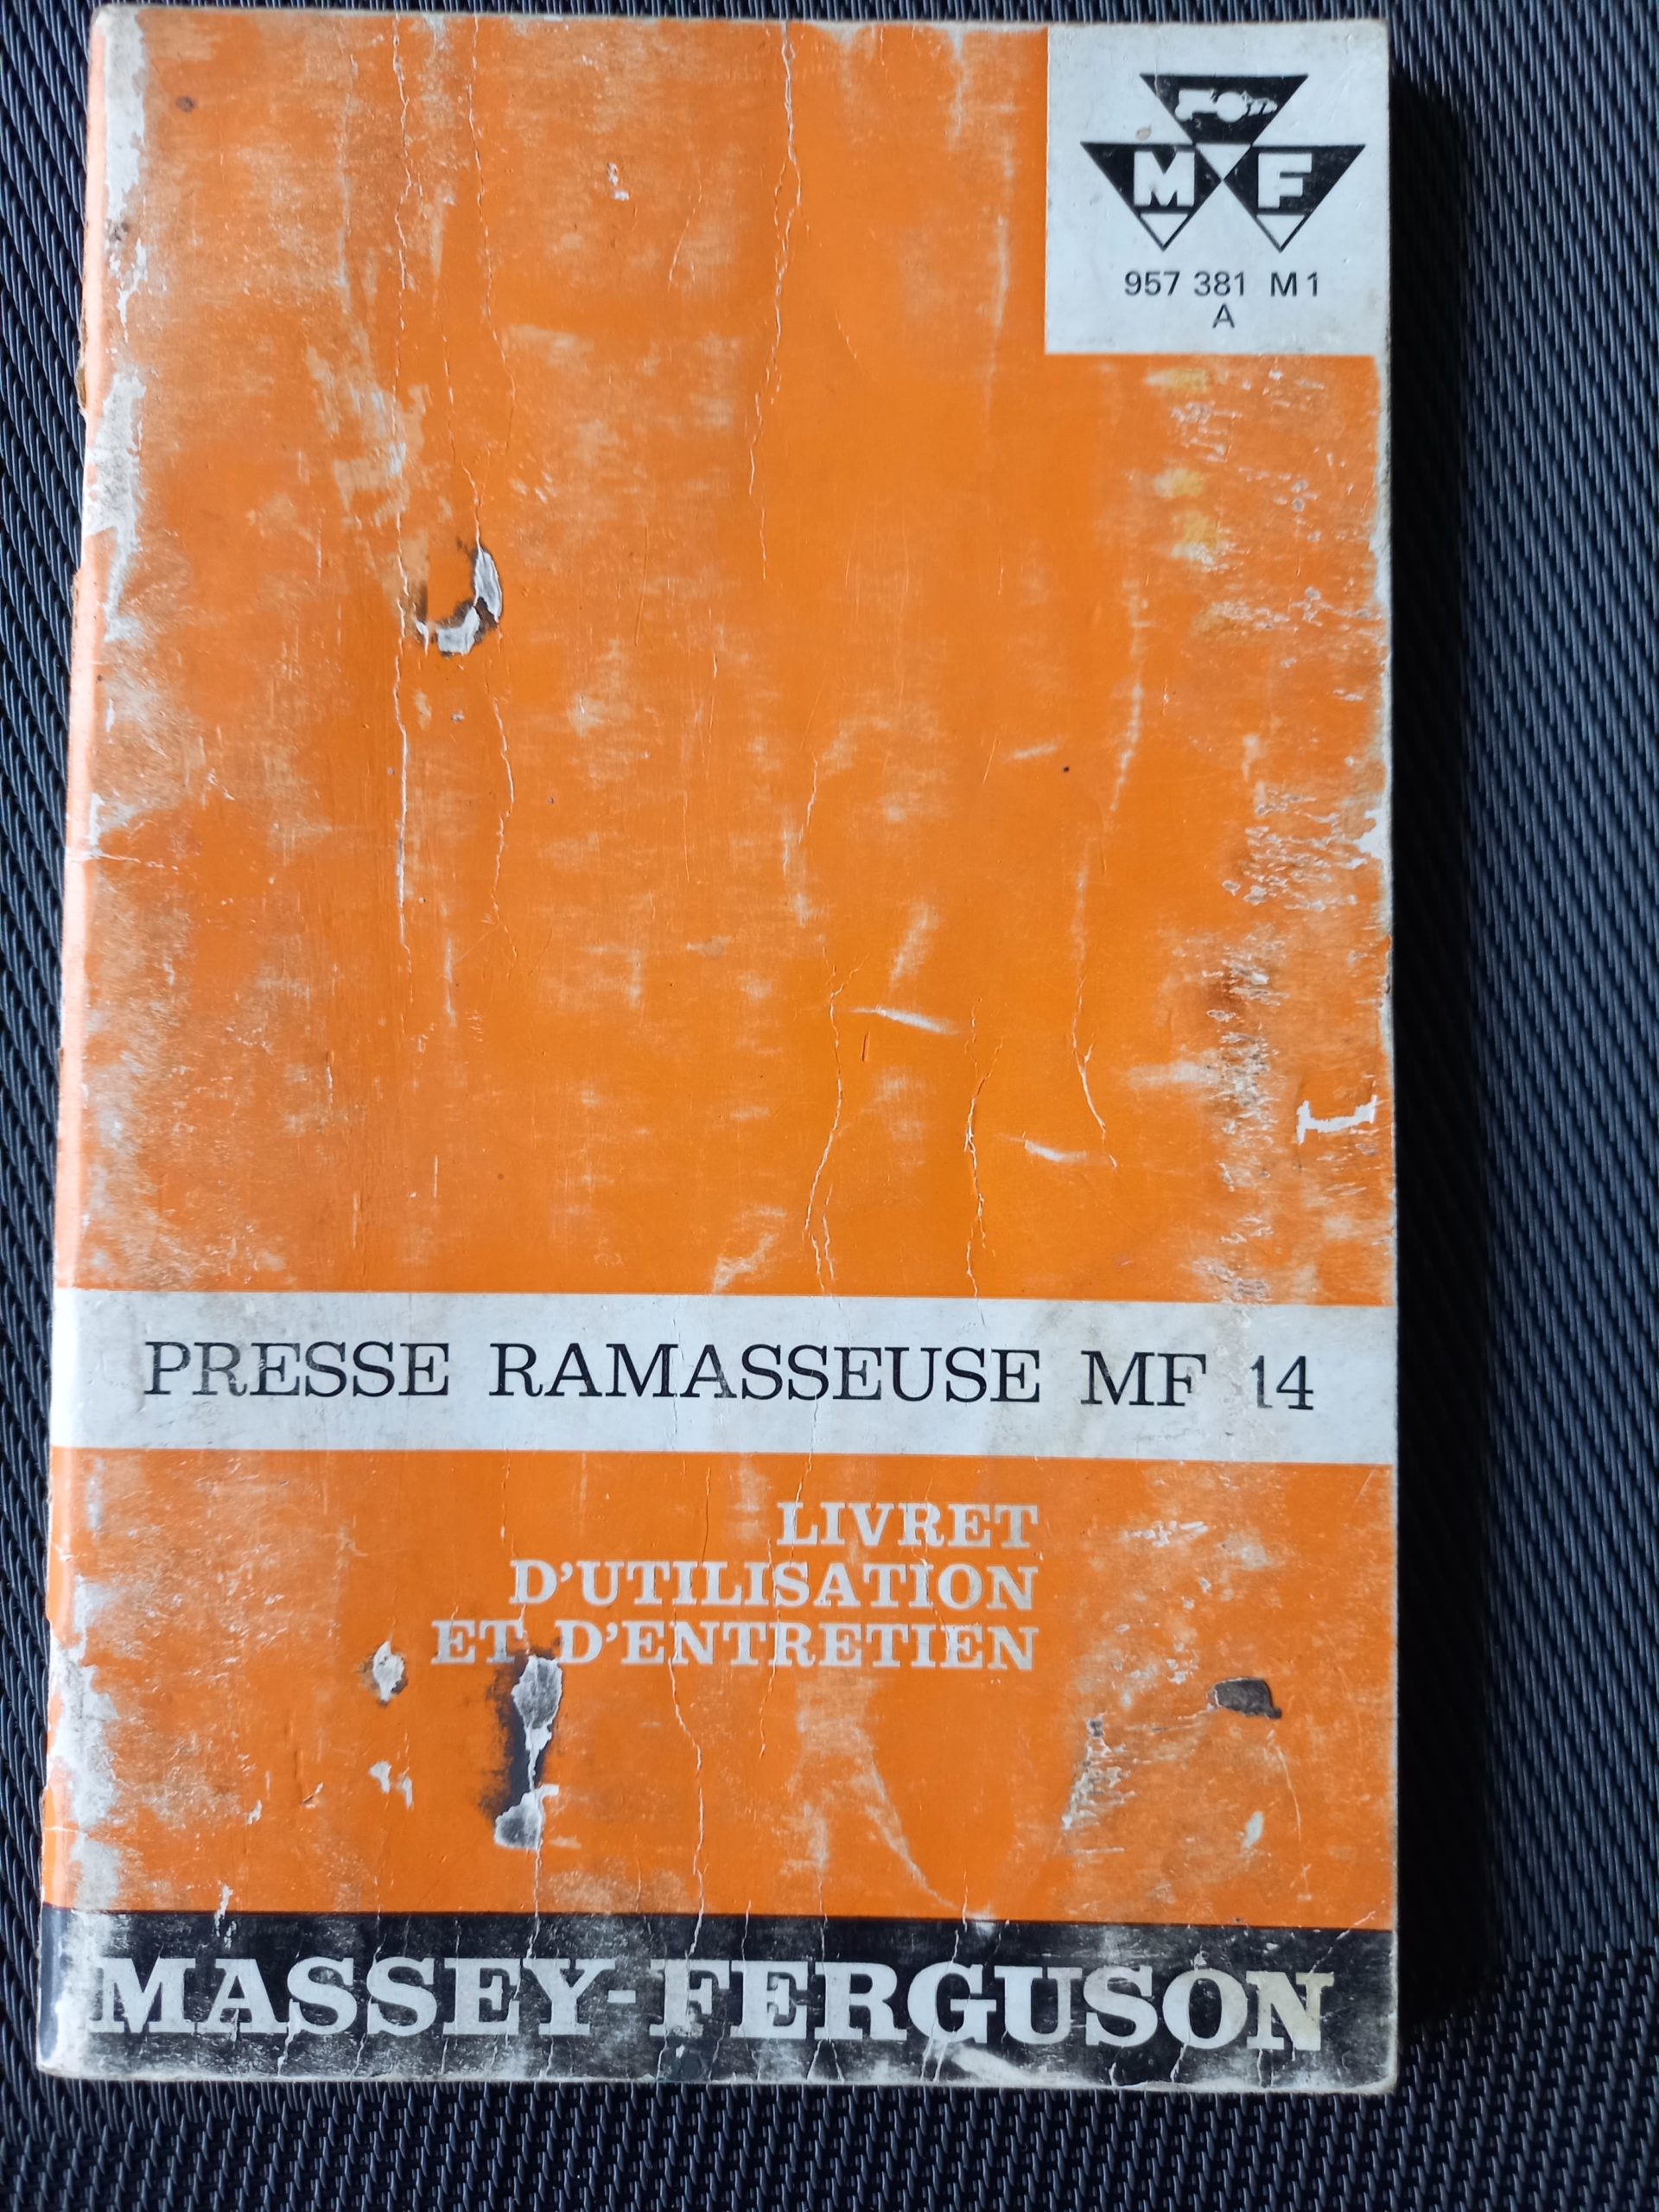 M F
957 381 M1
A
PRESSE RAMASSEUSE MF 14
LIVRET
D'UTILISATION
ET D'ENTRETIEN
MASSEY-FERGUSON